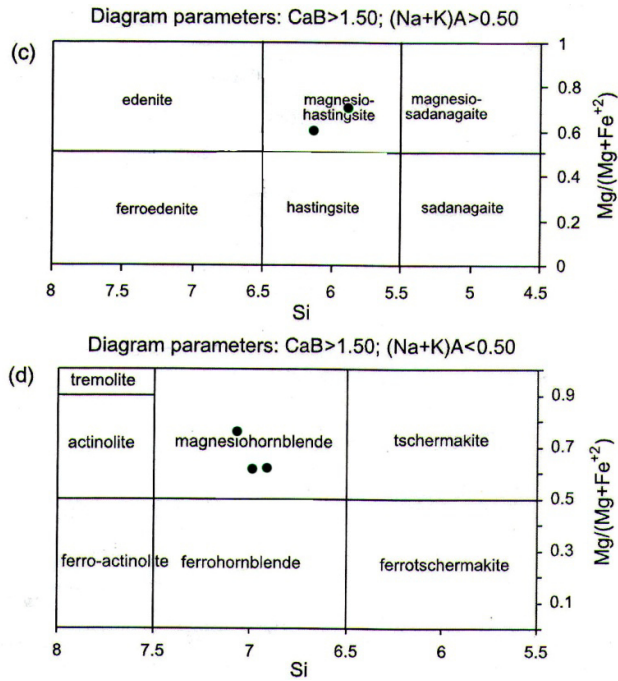 Diagram parameters: CaB>1.50; (Na+K)A>0.50
(c)
1
edenite
magnesio-
hastingsite
magnesio-
sadanagaite
0.8
0.6
ferroedenite
hastingsite
sadanagaite
0.4
0.2
0
Mg/(Mg+Fe+2)
8
7.5
7
6.5
6
5.5
5
4.5
Si
Diagram parameters: CaB>1.50; (Na+K)A<0.50
(d)
tremolite
actinolite
magnesiohornblende
tschermakite
0.9
0.7
0.5
ferro-actinolite
ferrohornblende
ferrotschermakite
0.3
0.1
Mg/(Mg+Fe+2)
8
7.5
7
6.5
6
5.5
Si